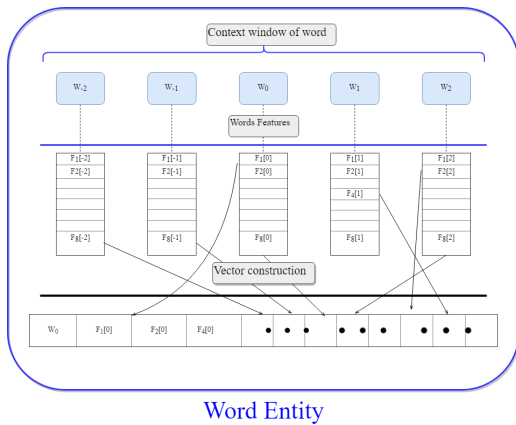 Context window of word
W-2 W-1 W0 W1 W2
Words Features
F1[-2] F1[-1] F1[0] F1[1] F1[2]
F2[-2] F2[-1] F2[0] F2[1] F2[2]
F4[1]
F8[-2] F8[-1] F8[0] F8[1] F8[2]
Vector construction
W0 F1[0] F2[0] F4[0]
Word Entity